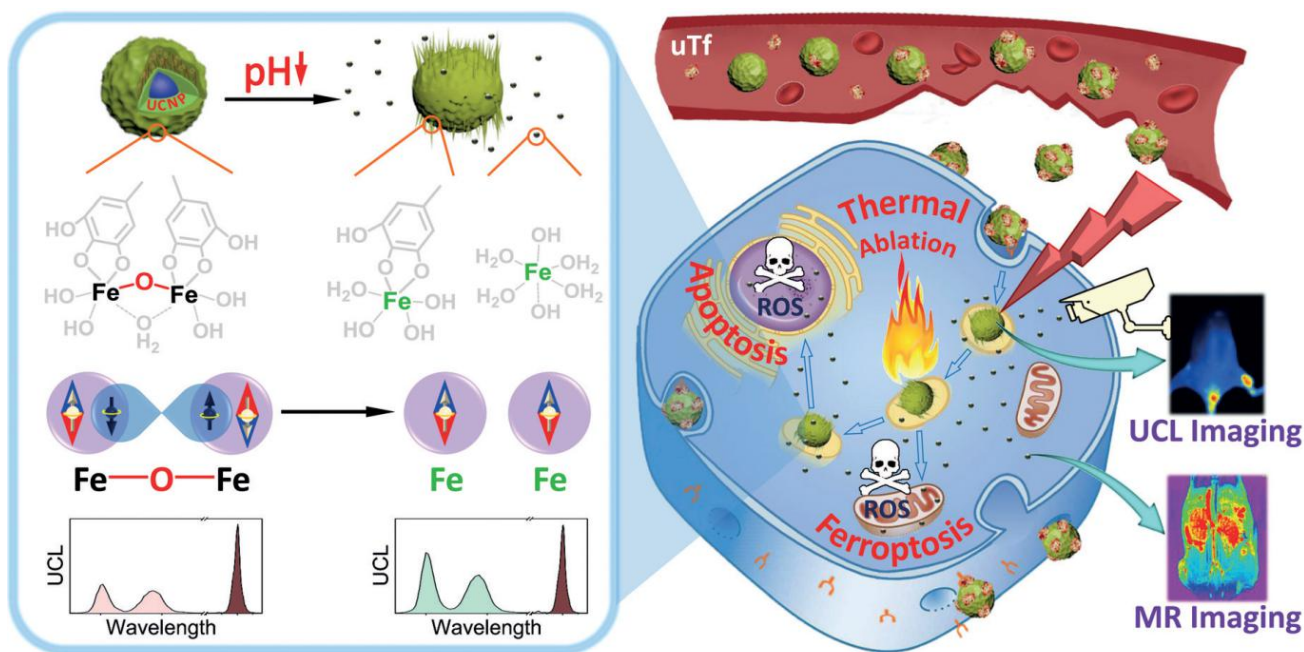 UCNP
pH↓
HO
HO
O O
O O
Fe
O
Fe
HO
HO
O
H₂
OH
OH
HO
O O
H₂O
Fe
OH
HO
OH
OH
H₂O
OH₂
Fe
H₂O
OH₂
OH
Fe—O—Fe
Fe
Fe
UCL
Wavelength
UCL
Wavelength
uTf
Thermal
Ablation
Apoptosis
ROS
ROS
Ferroptosis
UCL Imaging
MR Imaging